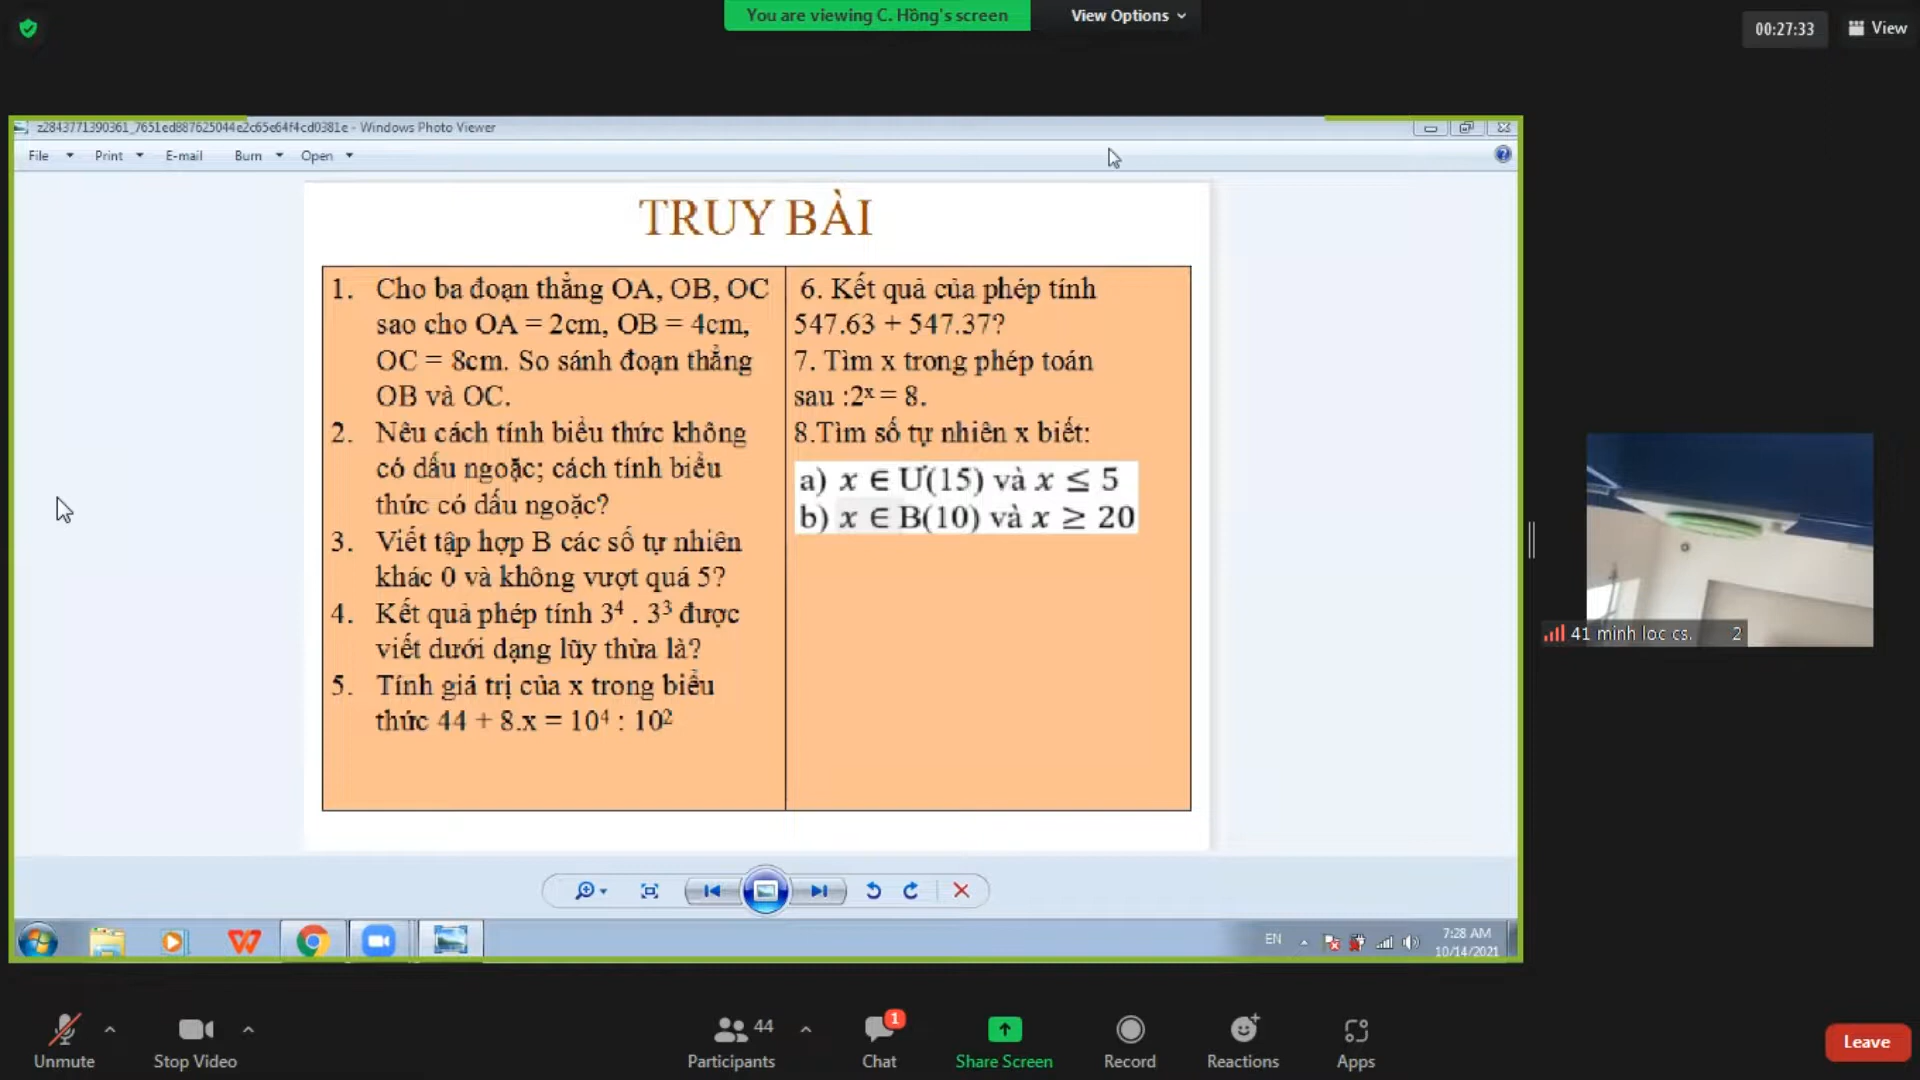 You are viewing C. Hồng's screen
View Options
00:27:33
View
z2843771390361_7651ed887625044e2c65e64f4cd0381e - Windows Photo Viewer
File
Print
E-mail
Burn
Open
TRUY BÀI
1. Cho ba đoạn thẳng OA, OB, OC
sao cho OA = 2cm, OB = 4cm,
OC = 8cm. So sánh đoạn thẳng
OB và OC.
2. Nêu cách tính biểu thức không
có dấu ngoặc; cách tính biểu
thức có dấu ngoặc?
3. Viết tập hợp B các số tự nhiên
khác 0 và không vượt quá 5?
4. Kết quả phép tính 3⁴ . 3³ được
viết dưới dạng lũy thừa là?
5. Tính giá trị của x trong biểu
thức 44 + 8.x = 10⁴ : 10²
6. Kết quả của phép tính
547.63 + 547.37?
7. Tìm x trong phép toán
sau :2ˣ = 8.
8.Tìm số tự nhiên x biết:
a) x ∈ Ư(15) và x ≤ 5
b) x ∈ B(10) và x ≥ 20
41 minh loc cs. 2
EN
7:28 AM
10/14/2021
Unmute
Stop Video
44
Participants
1
Chat
Share Screen
Record
Reactions
Apps
Leave